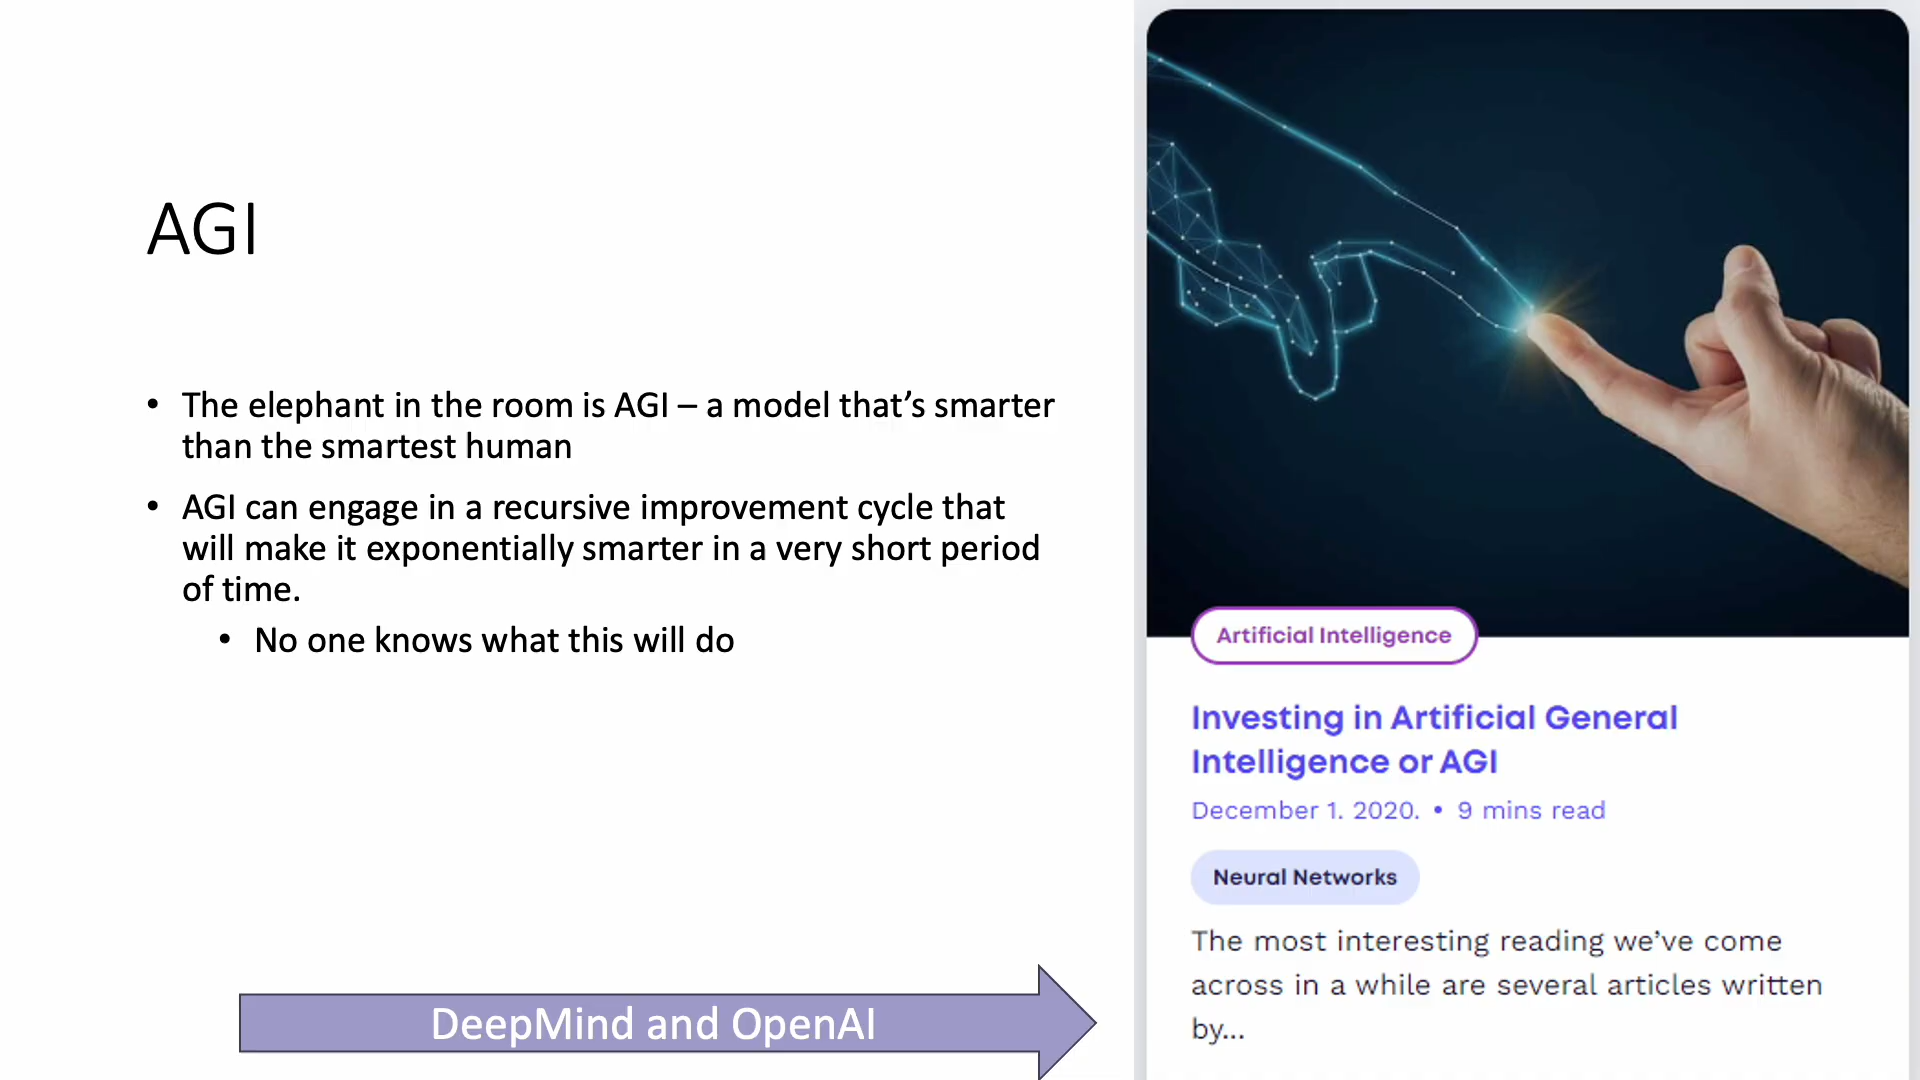 AGI
• The elephant in the room is AGI – a model that’s smarter
than the smartest human
• AGI can engage in a recursive improvement cycle that
will make it exponentially smarter in a very short period
of time.
• No one knows what this will do
DeepMind and OpenAI
Artificial Intelligence
Investing in Artificial General
Intelligence or AGI
December 1. 2020. • 9 mins read
Neural Networks
The most interesting reading we’ve come
across in a while are several articles written
by...